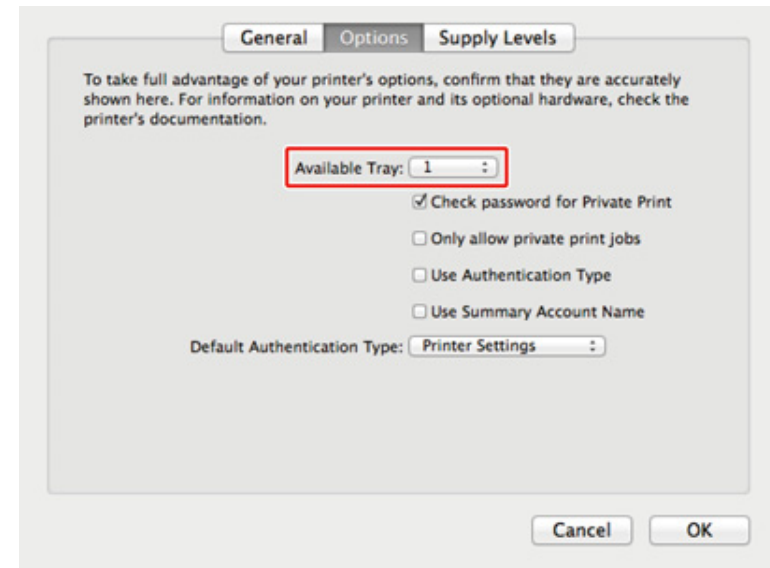 General Options Supply Levels
To take full advantage of your printer's options, confirm that they are accurately
shown here. For information on your printer and its optional hardware, check the
printer's documentation.
Available Tray: 1
Check password for Private Print
Only allow private print jobs
Use Authentication Type
Use Summary Account Name
Default Authentication Type: Printer Settings
Cancel OK